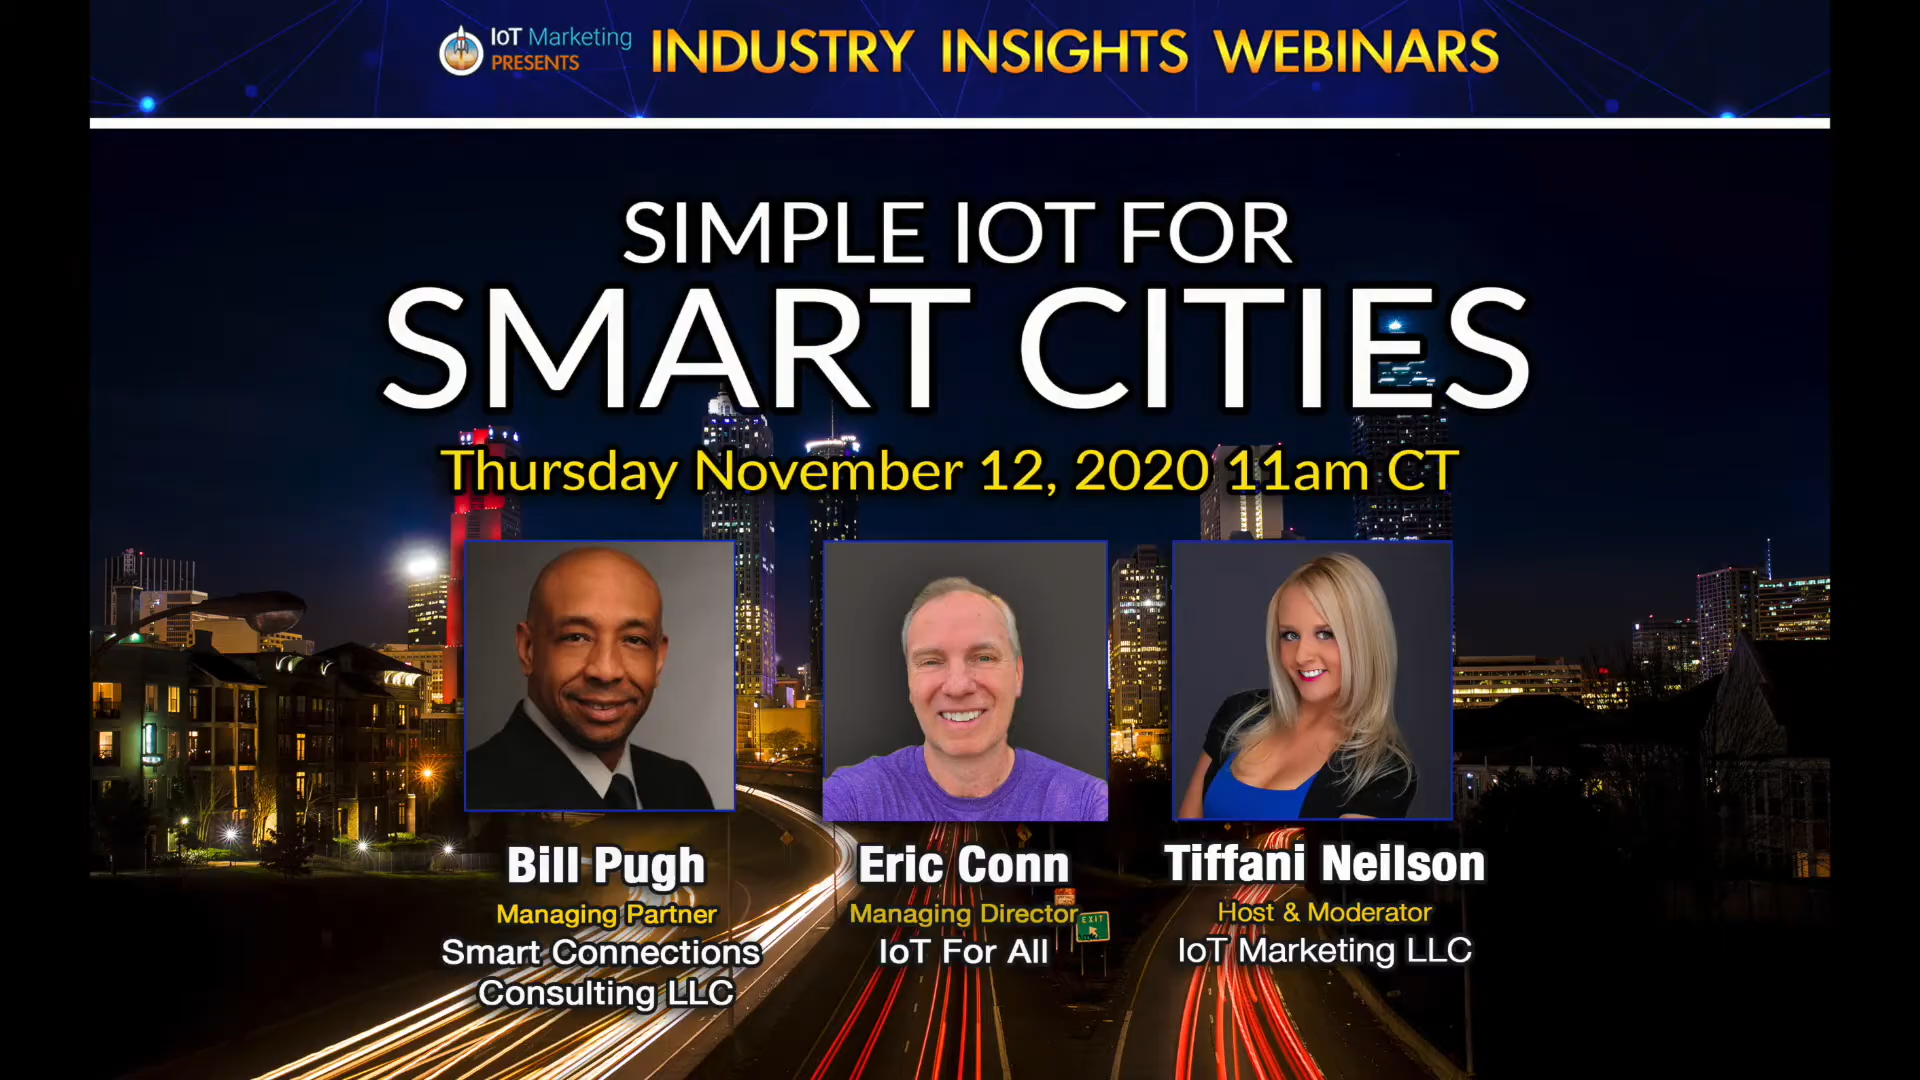 IoT Marketing
PRESENTS
INDUSTRY INSIGHTS WEBINARS
SIMPLE IOT FOR
SMART CITIES
Thursday November 12, 2020 11am CT
Bill Pugh
Managing Partner
Smart Connections
Consulting LLC
Eric Conn
Managing Director
IoT For All
EXIT
Tiffani Neilson
Host & Moderator
IoT Marketing LLC